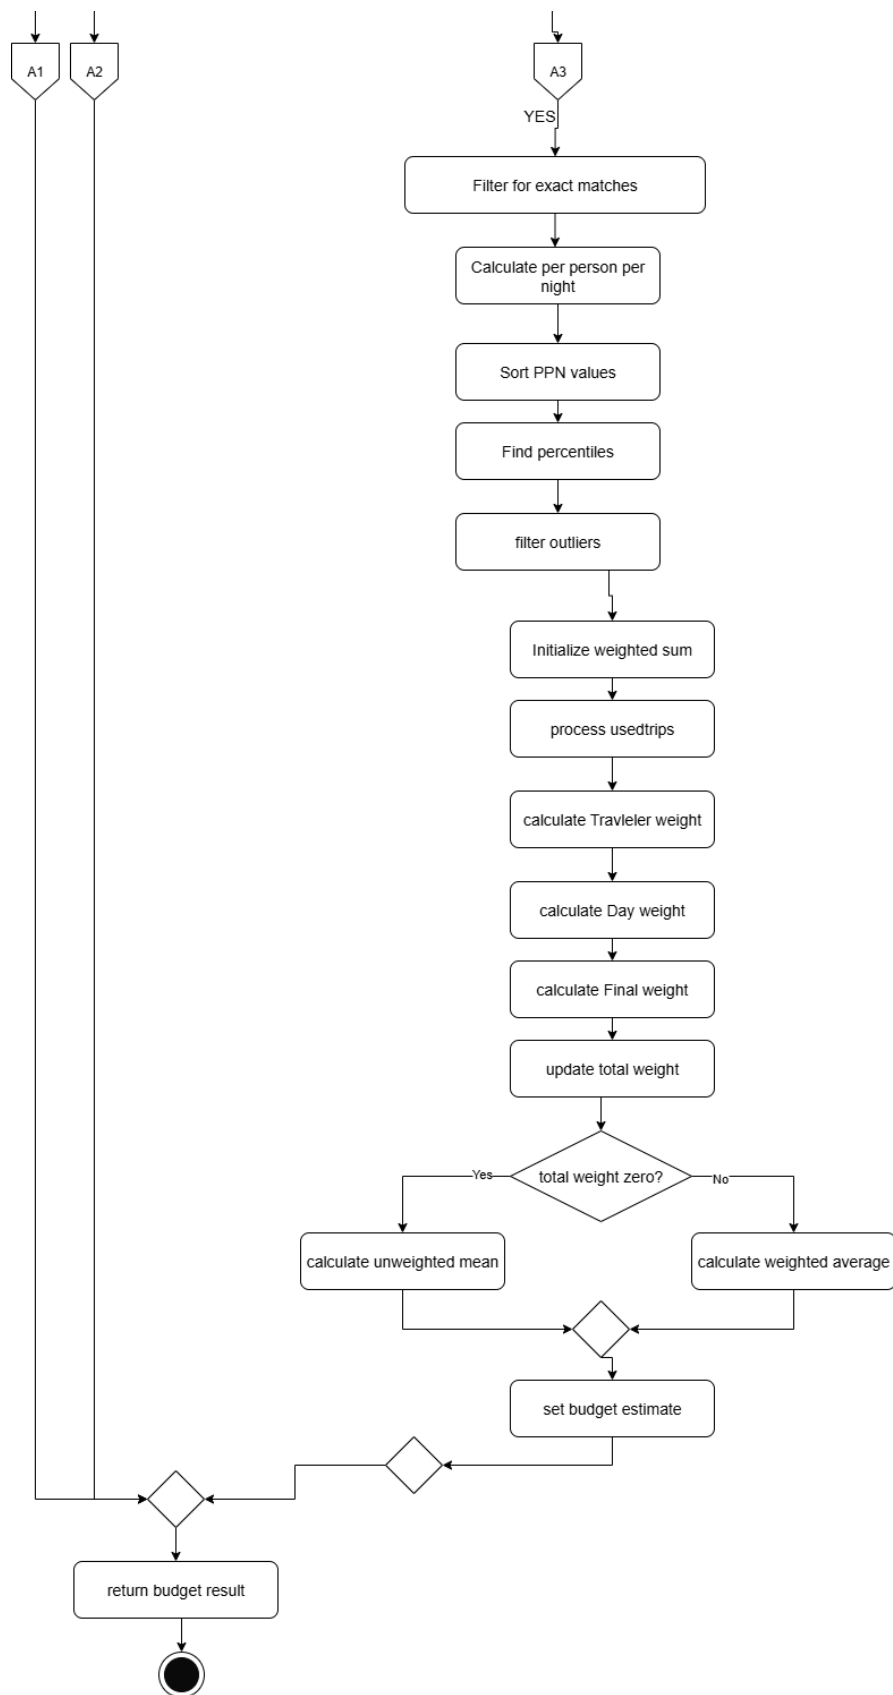 A1
A2
A3
YES
Filter for exact matches
Calculate per person per
night
Sort PPN values
Find percentiles
filter outliers
Initialize weighted sum
process usedtrips
calculate Travleler weight
calculate Day weight
calculate Final weight
update total weight
Yes
total weight zero?
No
calculate unweighted mean
calculate weighted average
set budget estimate
return budget result